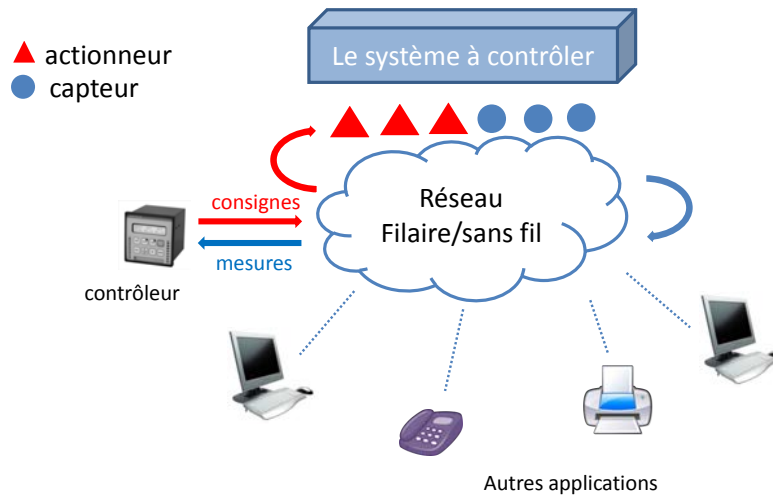 Le système à contrôler
actionneur
capteur
Réseau
Filaire/sans fil
consignes
mesures
contrôleur
Autres applications